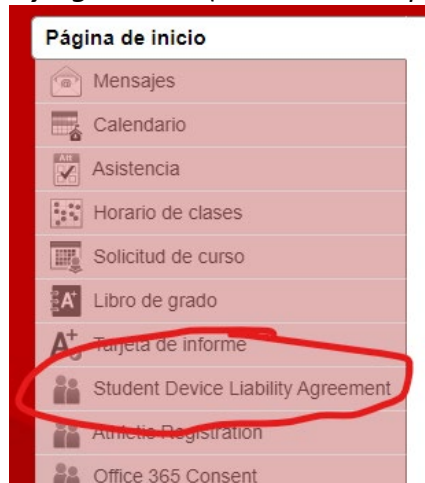 Página de inicio
Mensajes
Calendario
Asistencia
Horario de clases
Solicitud de curso
Libro de grado
Tarjeta de informe
Student Device Liability Agreement
Athletic Registration
Office 365 Consent